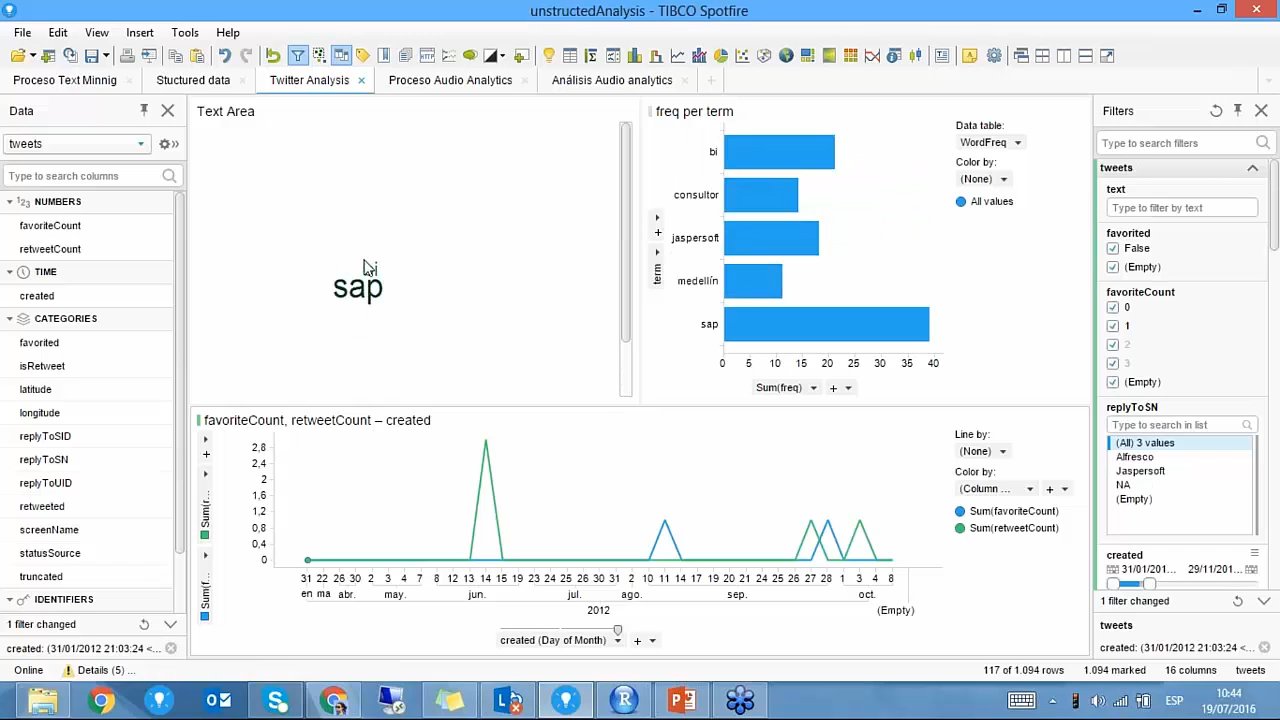 unstructedAnalysis - TIBCO Spotfire
File Edit View Insert Tools Help
Proceso Text Minnig
Stuctured data
Twitter Analysis
Proceso Audio Analytics
Análisis Audio analytics
Data
tweets
Type to search columns
123 NUMBERS
favoriteCount
retweetCount
TIME
created
CATEGORIES
favorited
isRetweet
latitude
longitude
replyToSID
replyToSN
replyToUID
retweeted
screenName
statusSource
truncated
IDENTIFIERS
1 filter changed
created: (31/01/2012 21:03:24 <...
Text Area
sap
freq per term
bi
consultor
jaspersoft
medellín
sap
term
0 5 10 15 20 25 30 35 40
Sum(freq)
Data table:
WordFreq
Color by:
(None)
All values
favoriteCount, retweetCount – created
Sum(r...
Sum(f...
2,8
2,4
2
1,6
1,2
0,8
0,4
0
31 22 26 30 2 3 4 7 8 12 13 14 15 19 23 24 25 26 30 31 2 10 11 14 17 19 20 21 24 25 26 27 28 1 3 4 8
en ma abr. may. jun. jul. ago. sep. oct.
2012
(Empty)
created (Day of Month)
Line by:
(None)
Color by:
(Column ...
Sum(favoriteCount)
Sum(retweetCount)
Filters
Type to search filters
tweets
text
Type to filter by text
favorited
False
(Empty)
favoriteCount
0
1
2
3
(Empty)
replyToSN
Type to search in list
(All) 3 values
Alfresco
Jaspersoft
NA
(Empty)
created
31/01/201... 29/11/201...
1 filter changed
tweets
created: (31/01/2012 21:03:24 <...
Online
Details (5) ...
117 of 1.094 rows
1.094 marked
16 columns
tweets
ESP
10:44
19/07/2016